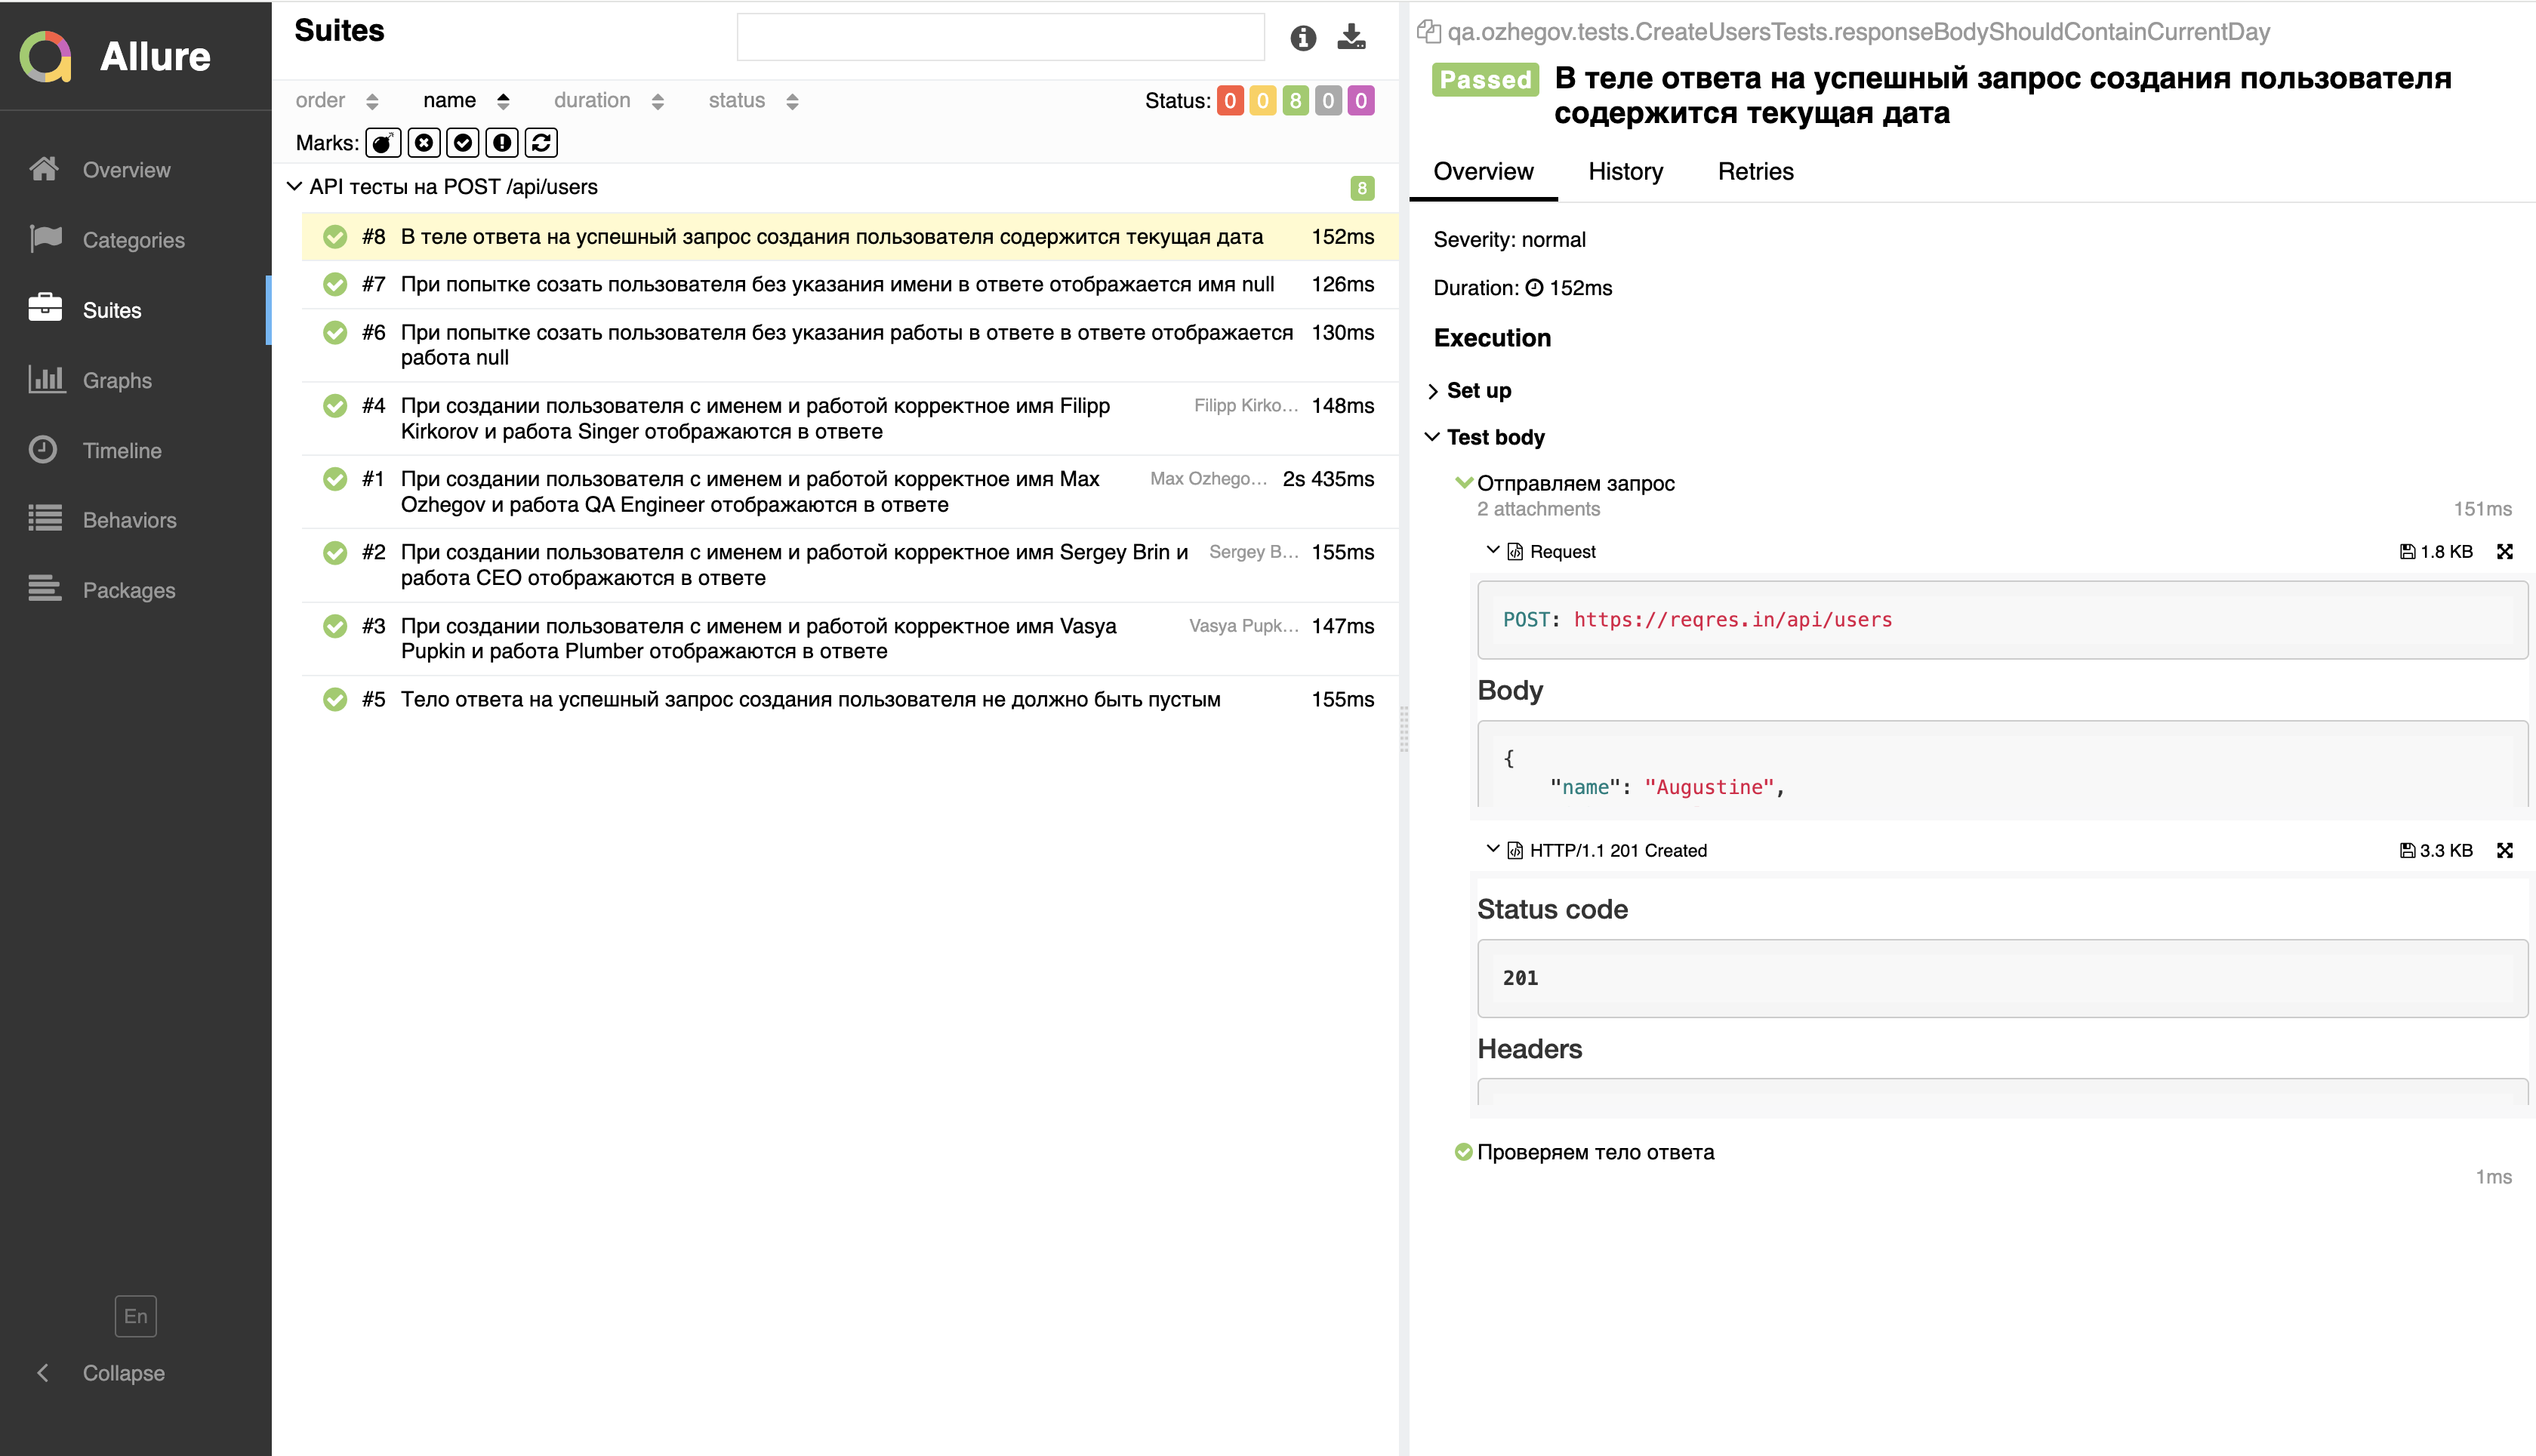 Allure
Overview
Categories
Suites
Graphs
Timeline
Behaviors
Packages
En
Collapse
Suites
order name duration status
Status: 0 0 8 0 0
Marks:
API тесты на POST /api/users 8
#8 В теле ответа на успешный запрос создания пользователя содержится текущая дата 152ms
#7 При попытке созать пользователя без указания имени в ответе отображается имя null 126ms
#6 При попытке созать пользователя без указания работы в ответе в ответе отображается 130ms
работа null
#4 При создании пользователя с именем и работой корректное имя Filipp Filipp Kirko... 148ms
Kirkorov и работа Singer отображаются в ответе
#1 При создании пользователя с именем и работой корректное имя Max Max Ozhego... 2s 435ms
Ozhegov и работа QA Engineer отображаются в ответе
#2 При создании пользователя с именем и работой корректное имя Sergey Brin и Sergey B... 155ms
работа CEO отображаются в ответе
#3 При создании пользователя с именем и работой корректное имя Vasya Vasya Pupk... 147ms
Pupkin и работа Plumber отображаются в ответе
#5 Тело ответа на успешный запрос создания пользователя не должно быть пустым 155ms
qa.ozhegov.tests.CreateUsersTests.responseBodyShouldContainCurrentDay
Passed В теле ответа на успешный запрос создания пользователя
содержится текущая дата
Overview History Retries
Severity: normal
Duration: 152ms
Execution
Set up
Test body
Отправляем запрос
2 attachments 151ms
Request 1.8 KB
POST: https://reqres.in/api/users
Body
{
"name": "Augustine",
HTTP/1.1 201 Created 3.3 KB
Status code
201
Headers
Проверяем тело ответа
1ms